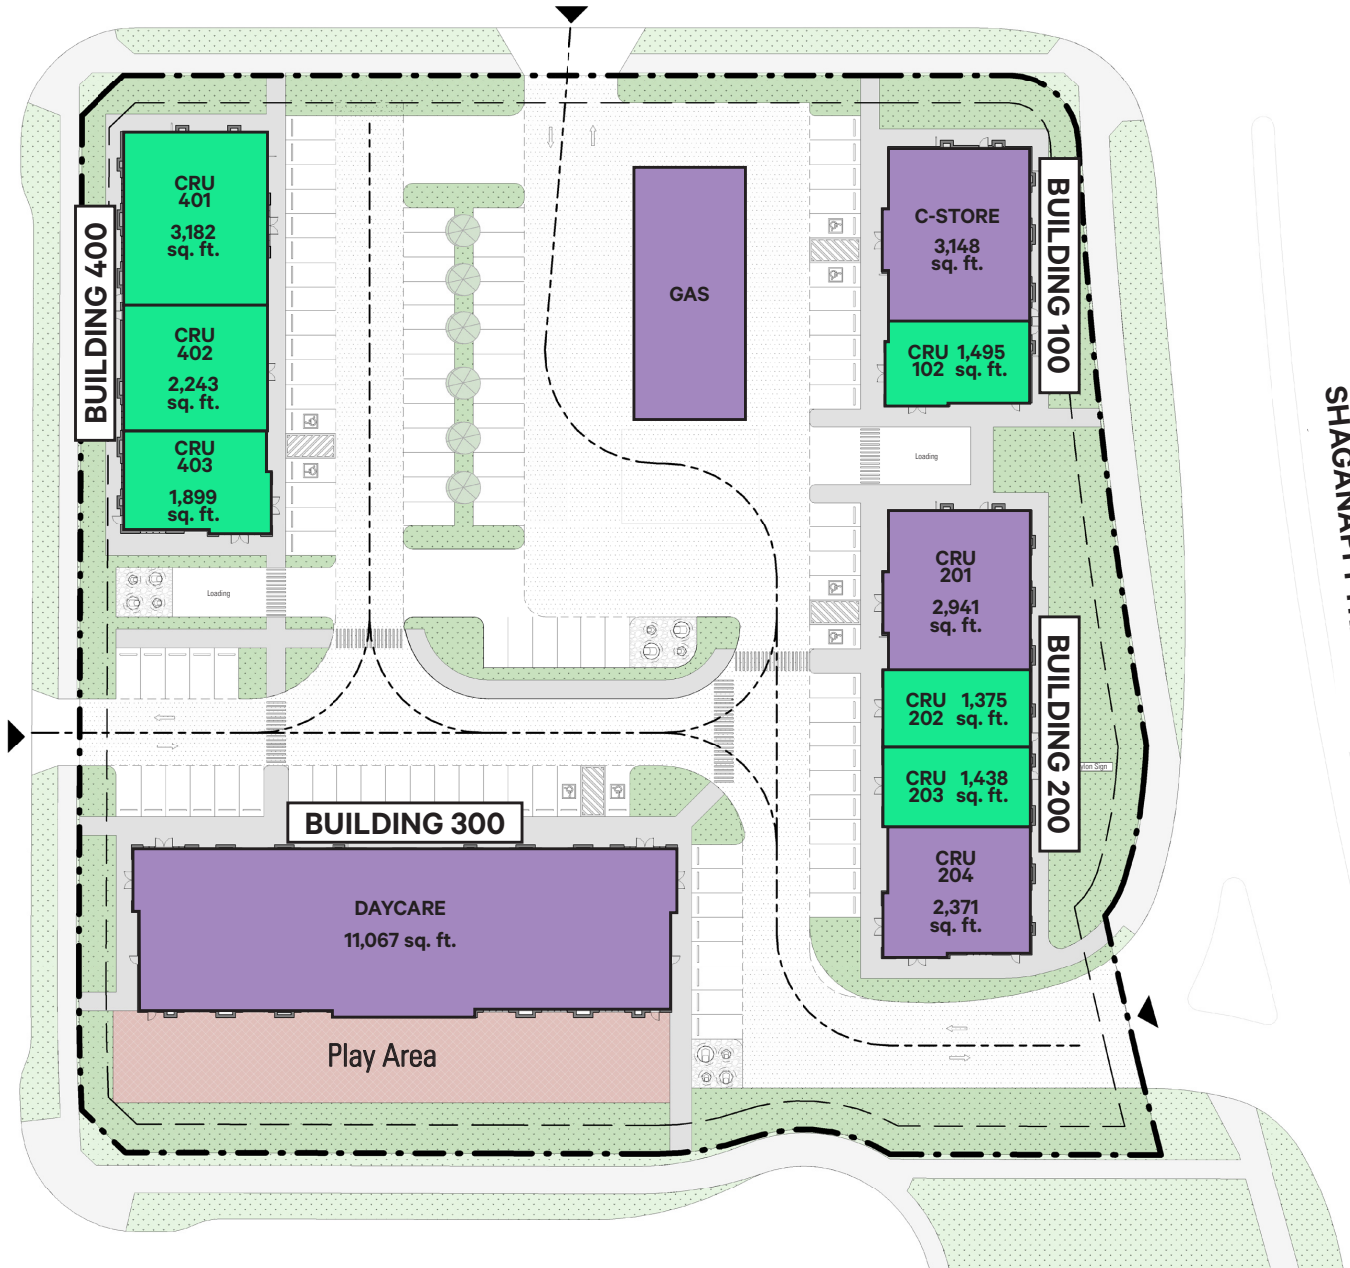 BUILDING 400
CRU
401
3,182
sq. ft.
CRU
402
2,243
sq. ft.
CRU
403
1,899
sq. ft.
Loading
GAS
C-STORE
3,148
sq. ft.
CRU 1,495
102 sq. ft.
BUILDING 100
Loading
CRU
201
2,941
sq. ft.
CRU 1,375
202 sq. ft.
CRU 1,438
203 sq. ft.
CRU
204
2,371
sq. ft.
BUILDING 200
Sign
BUILDING 300
DAYCARE
11,067 sq. ft.
Play Area